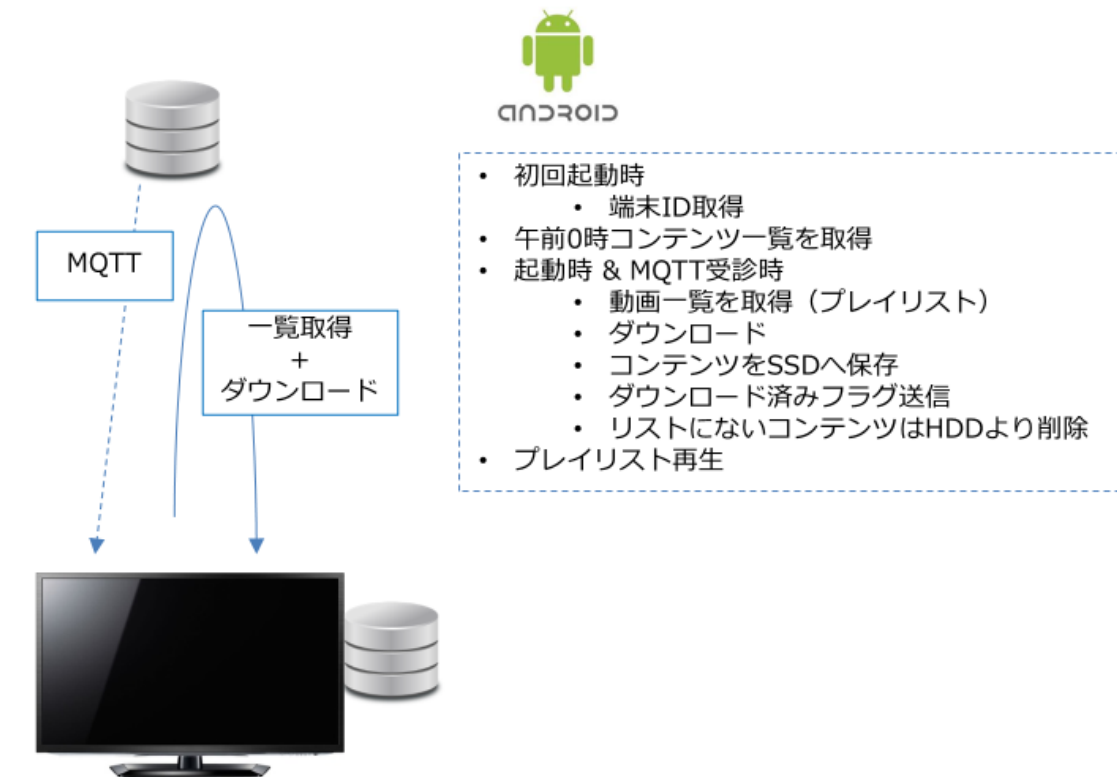 android
初回起動時
端末ID取得
午前0時コンテンツ一覧を取得
起動時 & MQTT受診時
動画一覧を取得（プレイリスト）
ダウンロード
コンテンツをSSDへ保存
ダウンロード済みフラグ送信
リストにないコンテンツはHDDより削除
プレイリスト再生
MQTT
一覧取得
+
ダウンロード